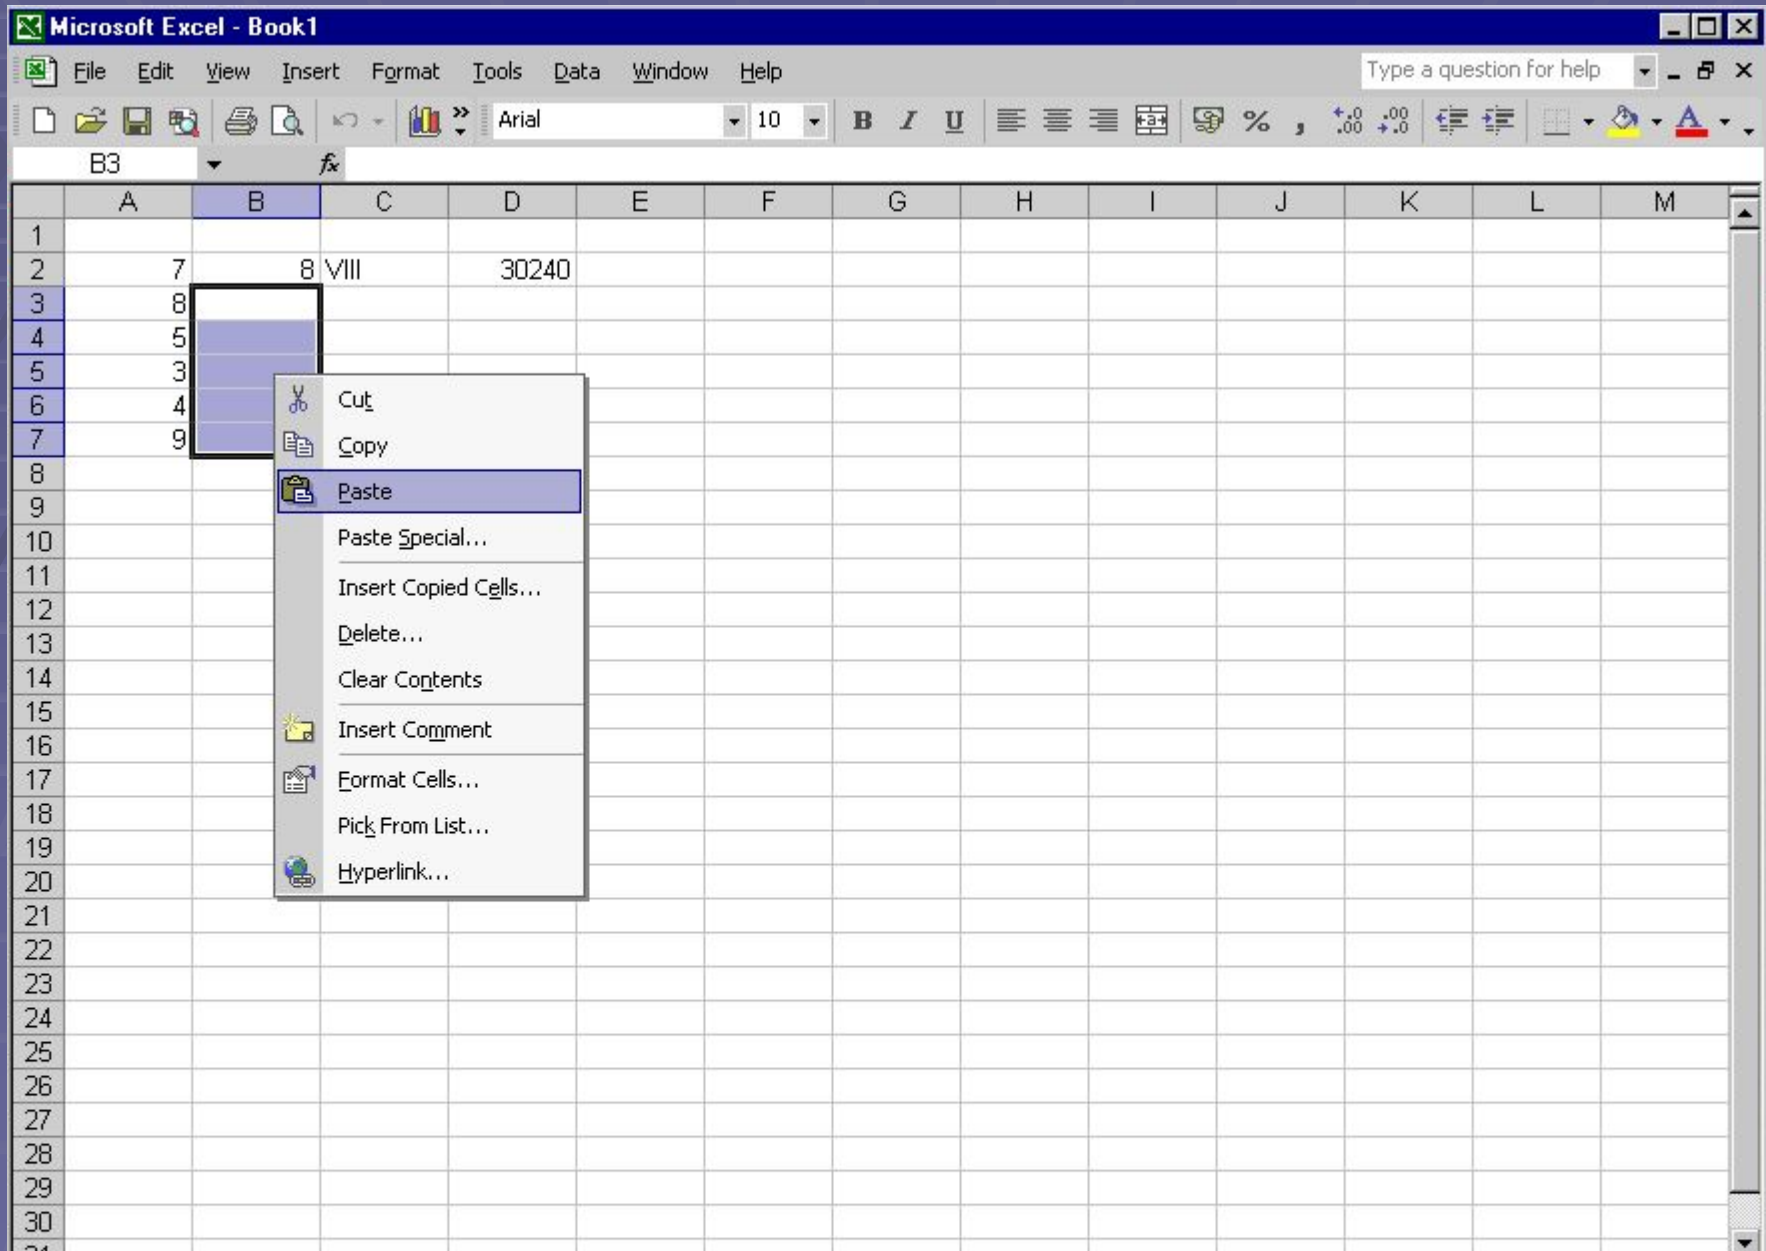 Microsoft Excel - Book1
File Edit View Insert Format Tools Data Window Help Type a question for help
Arial 10 B I U % , .00 .00
B3 fx
A B C D E F G H I J K L M
1
2 7 8 VIII 30240
3 8
4 5
5 3
6 4
7 9
Cut
Copy
Paste
Paste Special...
Insert Copied Cells...
Delete...
Clear Contents
Insert Comment
Format Cells...
Pick From List...
Hyperlink...
8
9
10
11
12
13
14
15
16
17
18
19
20
21
22
23
24
25
26
27
28
29
30